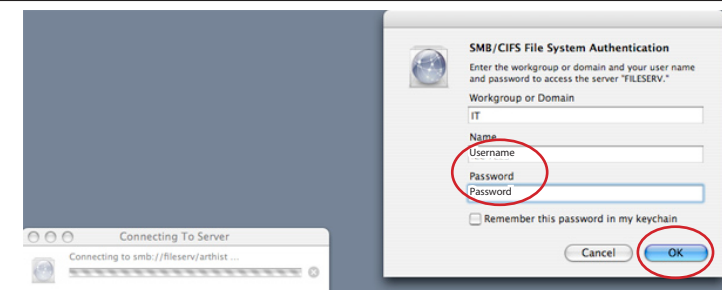 SMB/CIFS File System Authentication
Enter the workgroup or domain and your user name
and password to access the server "FILESERV."
Workgroup or Domain
IT
Name
Username
Password
Password
Remember this password in my keychain
Cancel
OK
Connecting To Server
Connecting to smb://fileserv/arthist ...